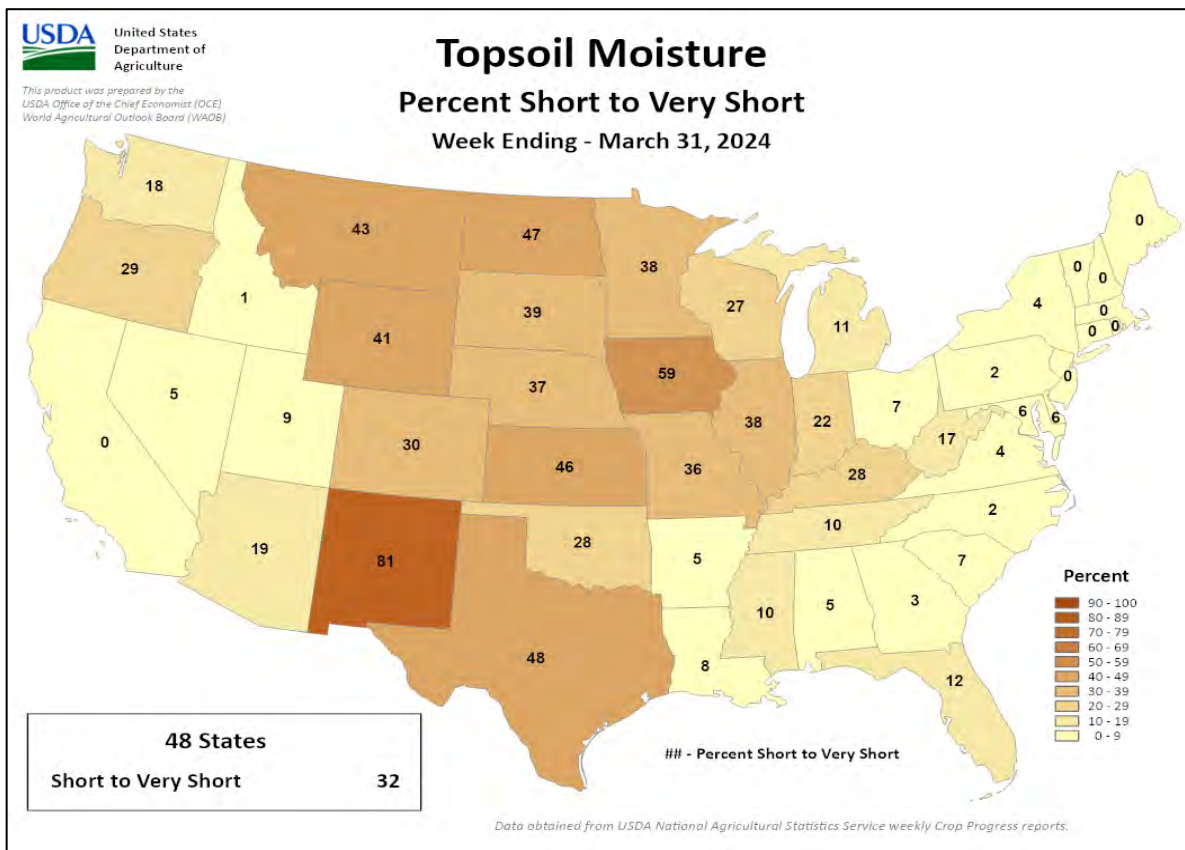 USDA
United States
Department of
Agriculture
This product was prepared by the
USDA Office of the Chief Economist (OCE)
World Agricultural Outlook Board (WAOB)
Topsoil Moisture
Percent Short to Very Short
Week Ending - March 31, 2024
18
43
47
38
0
29
0
0
1
39
27
4
0
11
0
0
41
59
2
5
37
0
9
7
0
30
38
22
6
6
46
36
17
4
28
2
19
81
28
10
5
7
10
5
3
48
8
12
Percent
90 - 100
80 - 89
70 - 79
60 - 69
50 - 59
40 - 49
30 - 39
20 - 29
10 - 19
0 - 9
48 States
Short to Very Short 32
## - Percent Short to Very Short
Data obtained from USDA National Agricultural Statistics Service weekly Crop Progress reports.